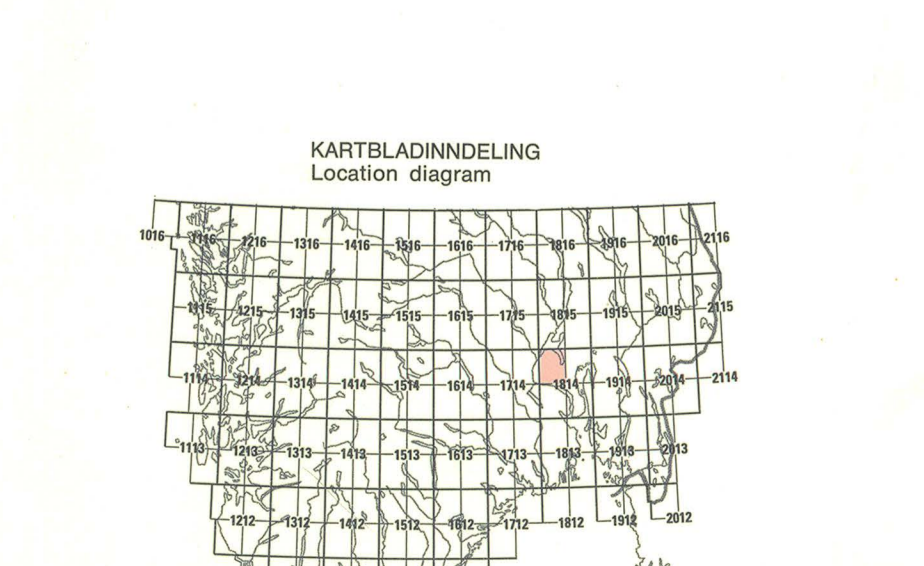 KARTBLADINNDELING
Location diagram
1016 1116 1216 1316 1416 1516 1616 1716 1816 1916 2016 2116
1115 1215 1315 1415 1515 1615 1715 1815 1915 2015 2115
1114 1214 1314 1414 1514 1614 1714 1814 1914 2014 2114
1113 1213 1313 1413 1513 1613 1713 1813 1913 2013
1212 1312 1412 1512 1612 1712 1812 1912 2012